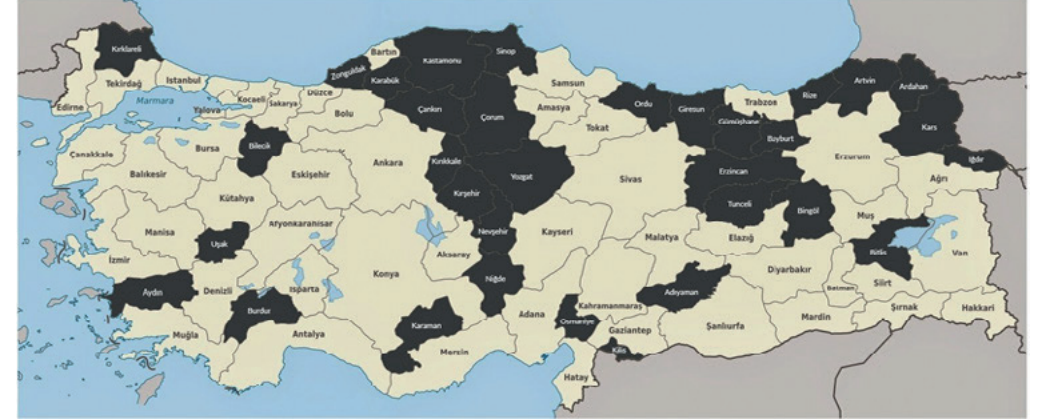 Kırklareli
Edirne
Tekirdağ
İstanbul
Marmara
Yalova
Kocaeli
Sakarya
Düzce
Bolu
Zonguldak
Bartın
Karabük
Kastamonu
Sinop
Çankırı
Çorum
Samsun
Amasya
Tokat
Ordu
Giresun
Gümüşhane
Trabzos
Bayburt
Rize
Artvin
Ardahan
Kars
Iğdır
Ağrı
Erzurum
Erzincan
Tunceli
Bingöl
Muş
Bitlis
Van
Hakkari
Şırnak
Siirt
Batman
Mardin
Diyarbakır
Elazığ
Malatya
Adıyaman
Şanlıurfa
Gaziantep
Kilis
Kahramanmaraş
Osmaniye
Hatay
Adana
Kayseri
Sivas
Yozgat
Kırıkkale
Kırşehir
Nevşehir
Niğde
Aksaray
Konya
Karaman
Mersin
Antalya
Isparta
Burdur
Afyonkarahisar
Ankara
Eskişehir
Bilecik
Bursa
Kütahya
Balıkesir
Çanakkale
Manisa
Uşak
İzmir
Aydın
Denizli
Muğla